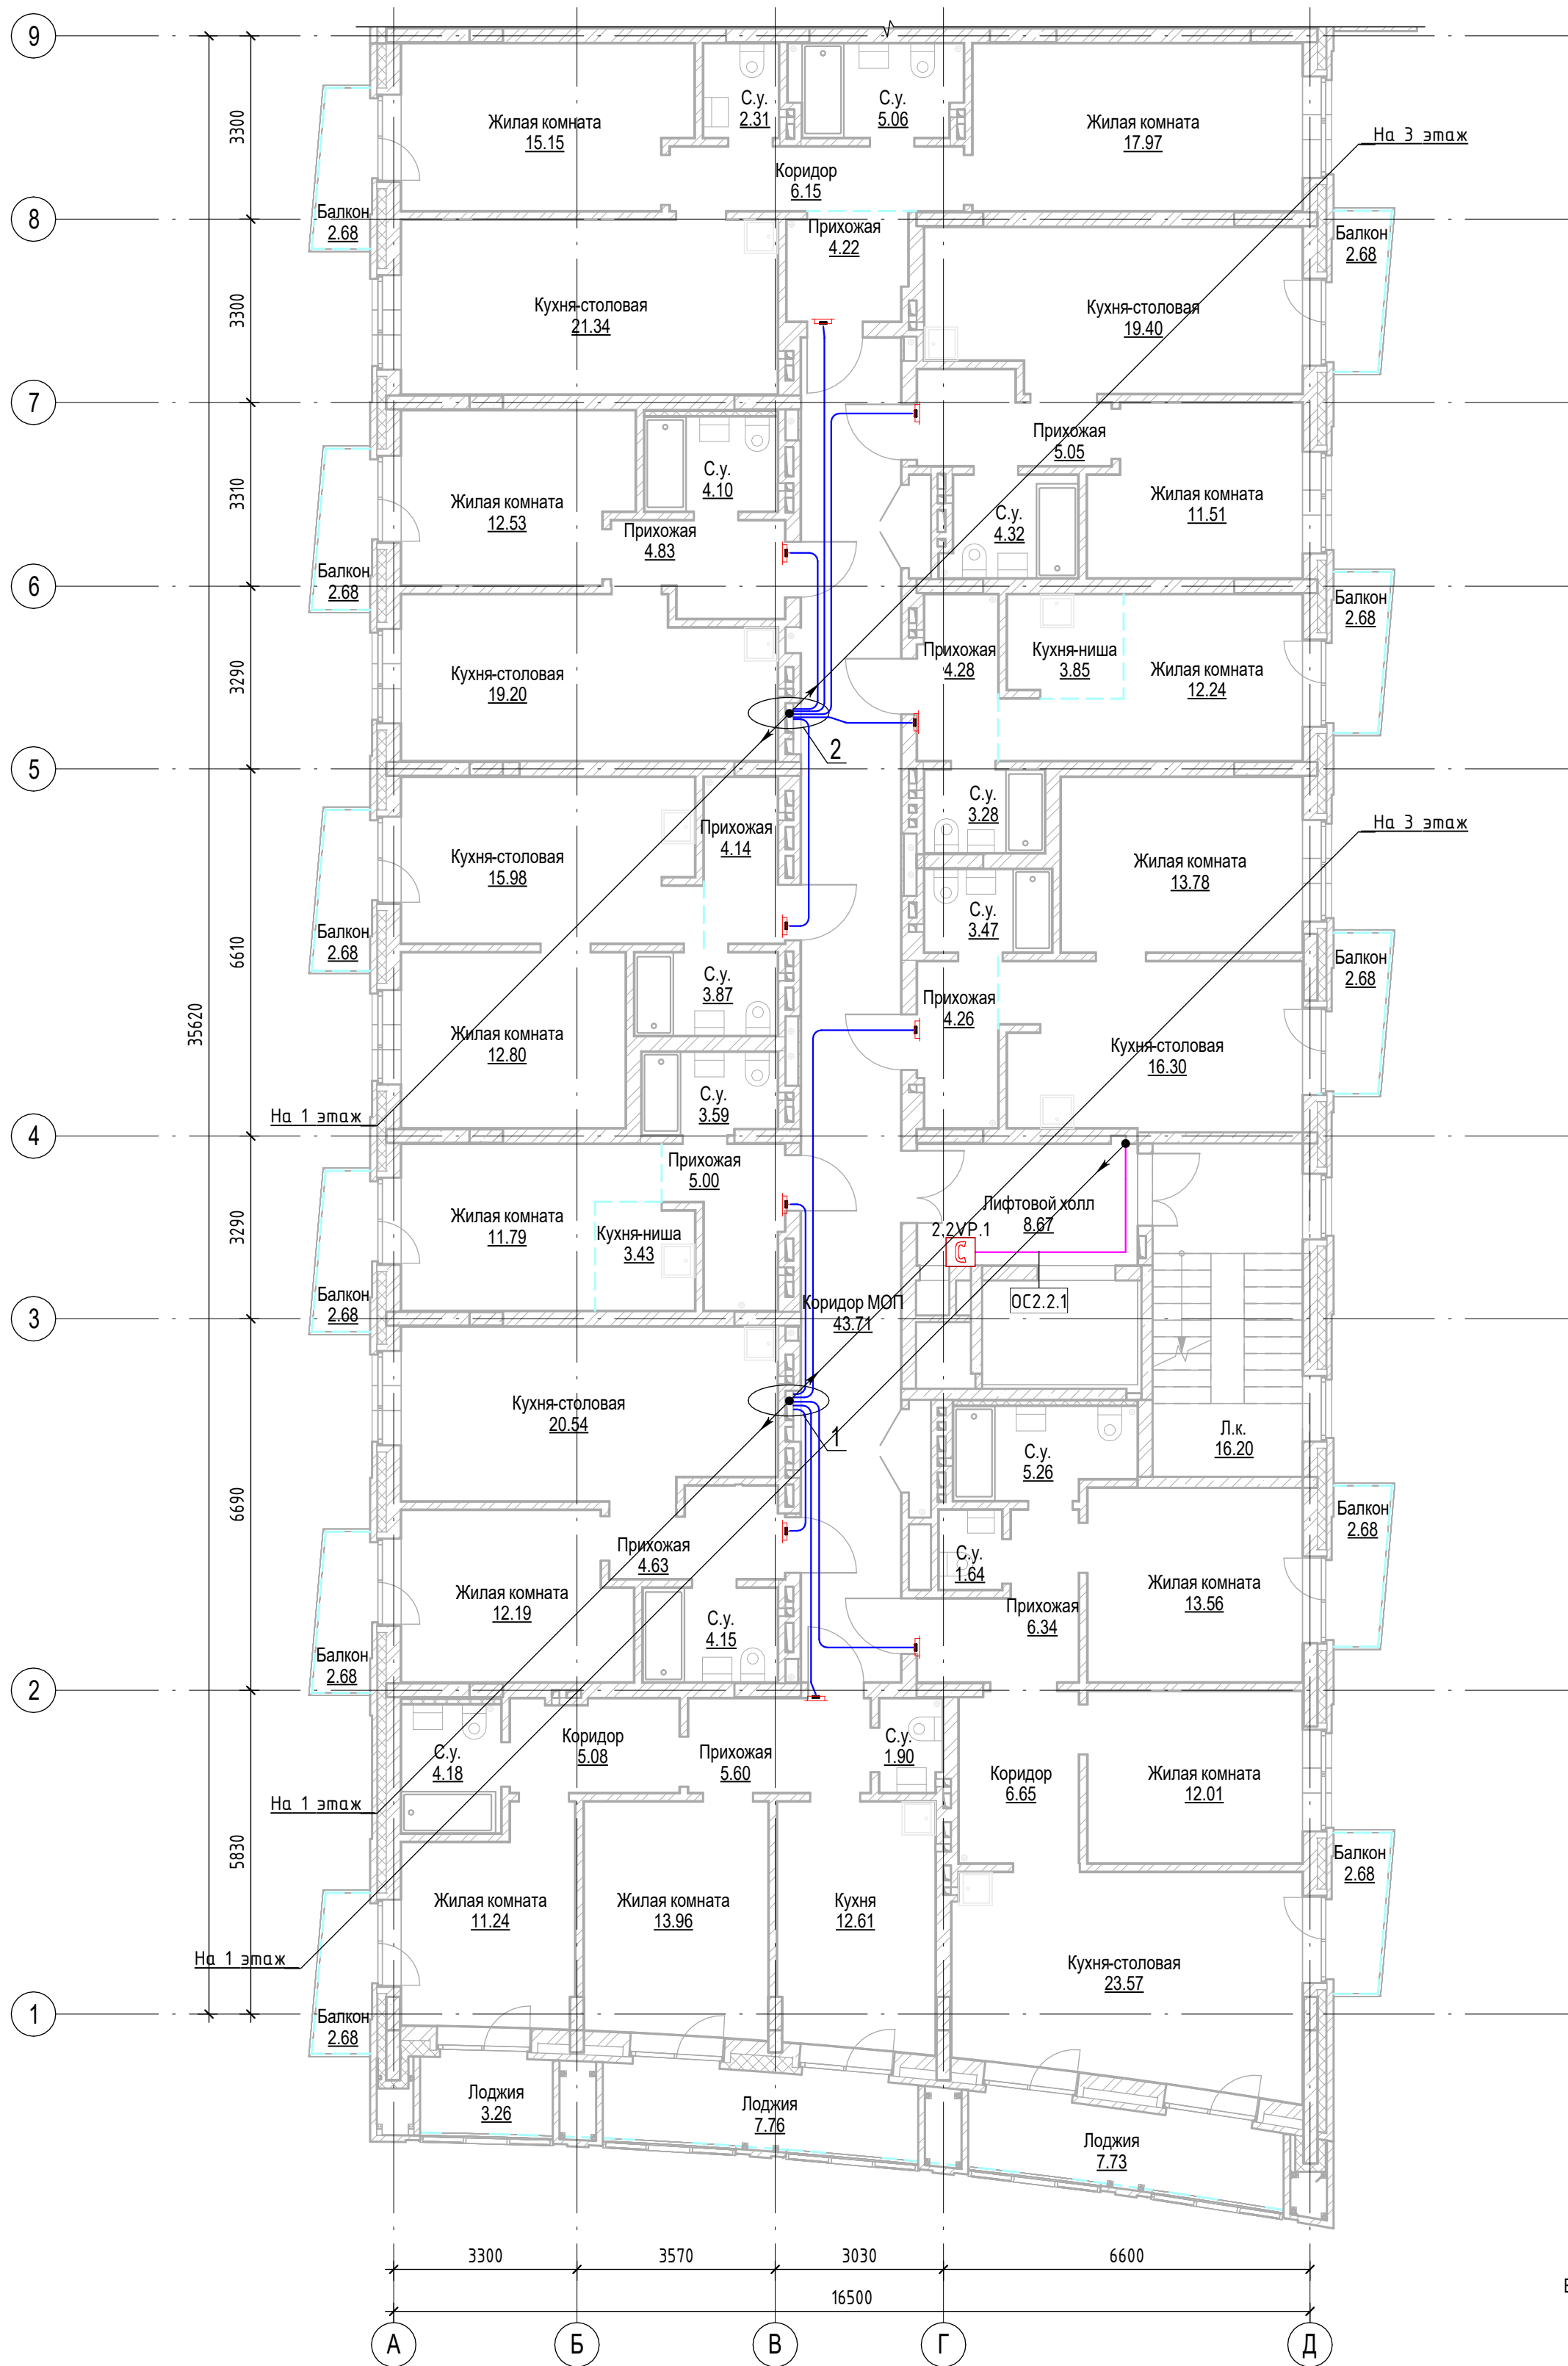 9
3300
Жилая комната
15.15
С.у.
2.31
С.у.
5.06
Жилая комната
17.97
На 3 этаж
Коридор
6.15
8
Балкон
2.68
Прихожая
4.22
Балкон
2.68
3300
Кухня-столовая
21.34
Кухня-столовая
19.40
7
3310
Жилая комната
12.53
С.у.
4.10
Прихожая
4.83
Прихожая
5.05
С.у.
4.32
Жилая комната
11.51
Балкон
2.68
6
Балкон
2.68
3290
Кухня-столовая
19.20
Прихожая
4.28
Кухня-ниша
3.85
Жилая комната
12.24
2
5
Кухня-столовая
15.98
Прихожая
4.14
С.у.
3.28
На 3 этаж
Жилая комната
13.78
С.у.
3.47
Балкон
2.68
6610
35620
С.у.
3.87
Прихожая
4.26
Балкон
2.68
Жилая комната
12.80
Кухня-столовая
16.30
С.у.
3.59
На 1 этаж
4
Прихожая
5.00
3290
Жилая комната
11.79
Кухня-ниша
3.43
Лифтовой холл
8.67
2.2VP.1
ОС2.2.1
Балкон
2.68
3
Коридор МОП
43.71
Кухня-столовая
20.54
1
С.у.
5.26
Л.к.
16.20
6690
Балкон
2.68
Прихожая
4.63
С.у.
1.64
Жилая комната
12.19
Жилая комната
13.56
Прихожая
6.34
С.у.
4.15
Балкон
2.68
2
С.у.
4.18
Коридор
5.08
Прихожая
5.60
С.у.
1.90
Коридор
6.65
Жилая комната
12.01
На 1 этаж
5830
Балкон
2.68
Жилая комната
11.24
Жилая комната
13.96
Кухня
12.61
Кухня-столовая
23.57
На 1 этаж
1
Балкон
2.68
Лоджия
3.26
Лоджия
7.76
Лоджия
7.73
3300
3570
3030
6600
16500
А
Б
В
Г
Д